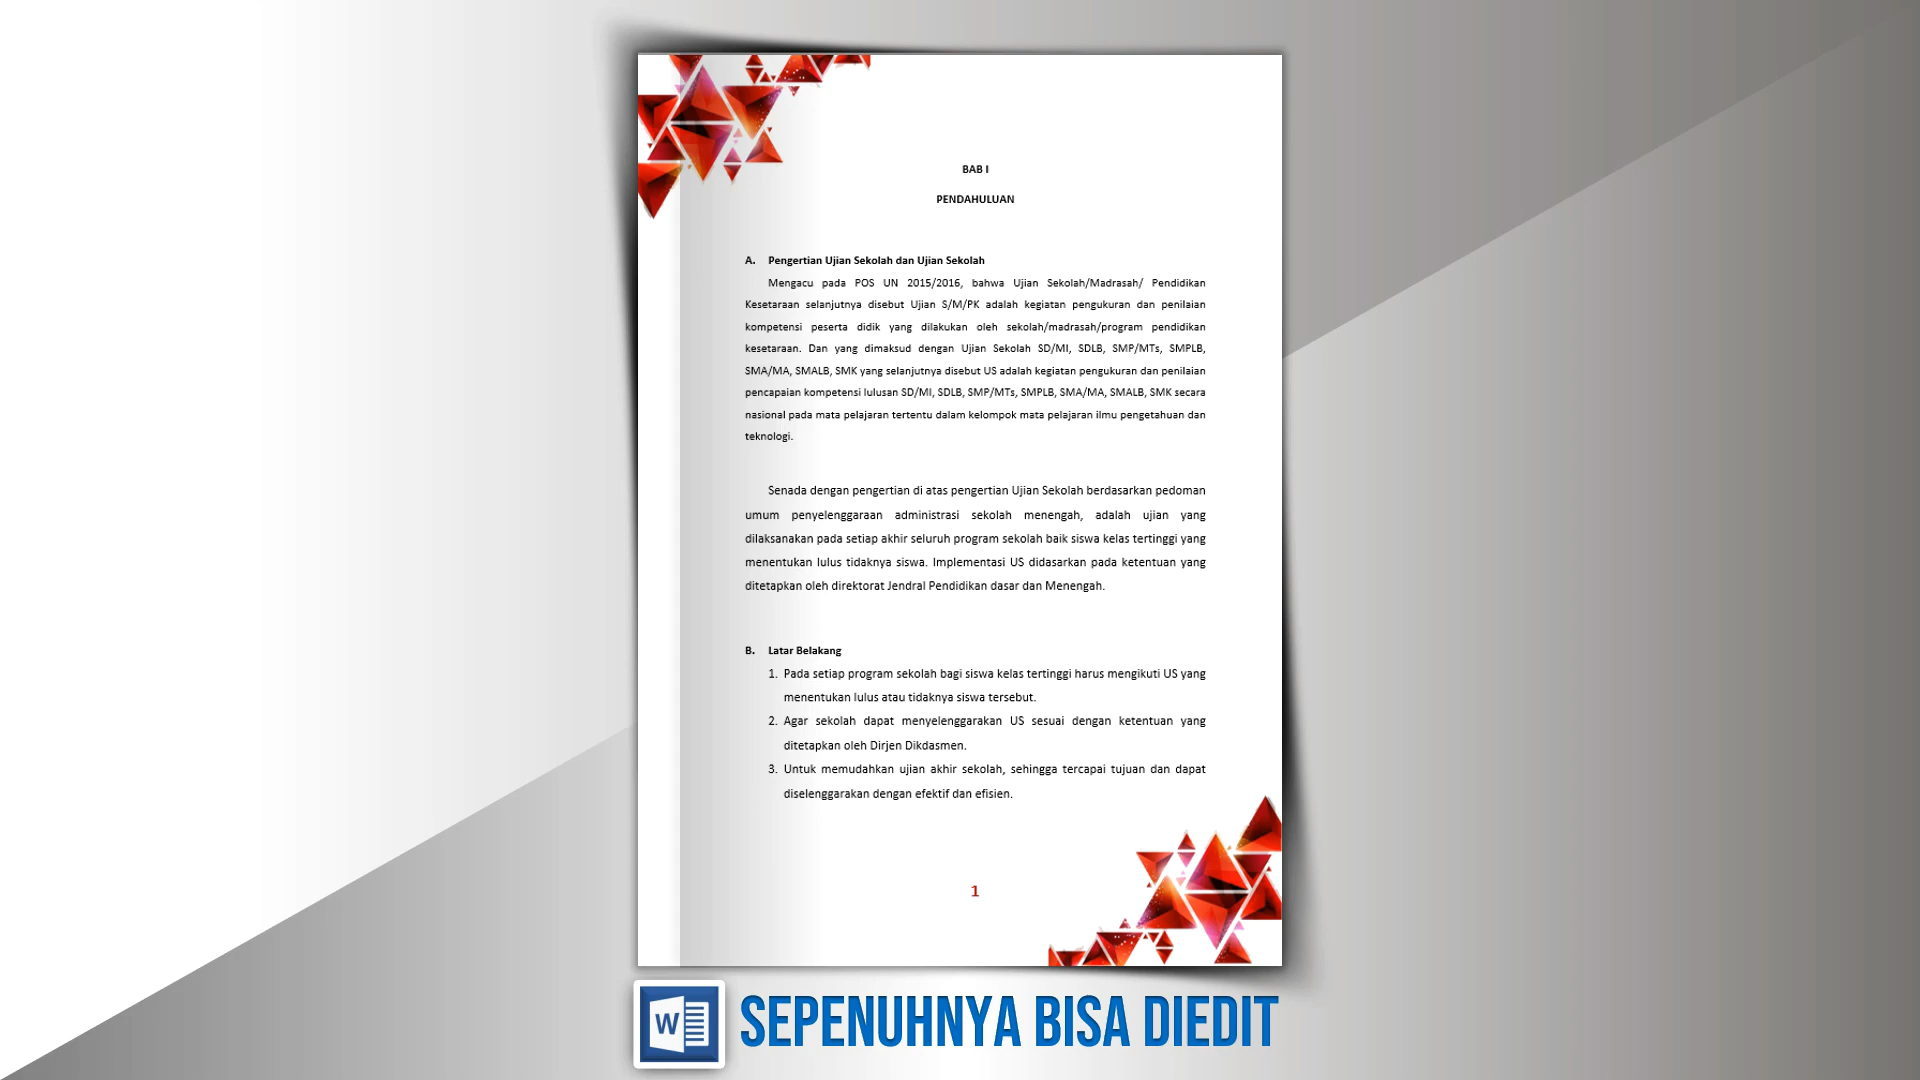 BAB I
PENDAHULUAN
A. Pengertian Ujian Sekolah dan Ujian Sekolah
Mengacu pada POS UN 2015/2016, bahwa Ujian Sekolah/Madrasah/ Pendidikan
Kesetaraan selanjutnya disebut Ujian S/M/PK adalah kegiatan pengukuran dan penilaian
kompetensi peserta didik yang dilakukan oleh sekolah/madrasah/program pendidikan
kesetaraan. Dan yang dimaksud dengan Ujian Sekolah SD/MI, SDLB, SMP/MTs, SMPLB,
SMA/MA, SMALB, SMK yang selanjutnya disebut US adalah kegiatan pengukuran dan penilaian
pencapaian kompetensi lulusan SD/MI, SDLB, SMP/MTs, SMPLB, SMA/MA, SMALB, SMK secara
nasional pada mata pelajaran tertentu dalam kelompok mata pelajaran ilmu pengetahuan dan
teknologi.
Senada dengan pengertian di atas pengertian Ujian Sekolah berdasarkan pedoman
umum penyelenggaraan administrasi sekolah menengah, adalah ujian yang
dilaksanakan pada setiap akhir seluruh program sekolah baik siswa kelas tertinggi yang
menentukan lulus tidaknya siswa. Implementasi US didasarkan pada ketentuan yang
ditetapkan oleh direktorat Jendral Pendidikan dasar dan Menengah.
B. Latar Belakang
1. Pada setiap program sekolah bagi siswa kelas tertinggi harus mengikuti US yang
menentukan lulus atau tidaknya siswa tersebut.
2. Agar sekolah dapat menyelenggarakan US sesuai dengan ketentuan yang
ditetapkan oleh Dirjen Dikdasmen.
3. Untuk memudahkan ujian akhir sekolah, sehingga tercapai tujuan dan dapat
diselenggarakan dengan efektif dan efisien.
1
W
SEPENUHNYA BISA DIEDIT